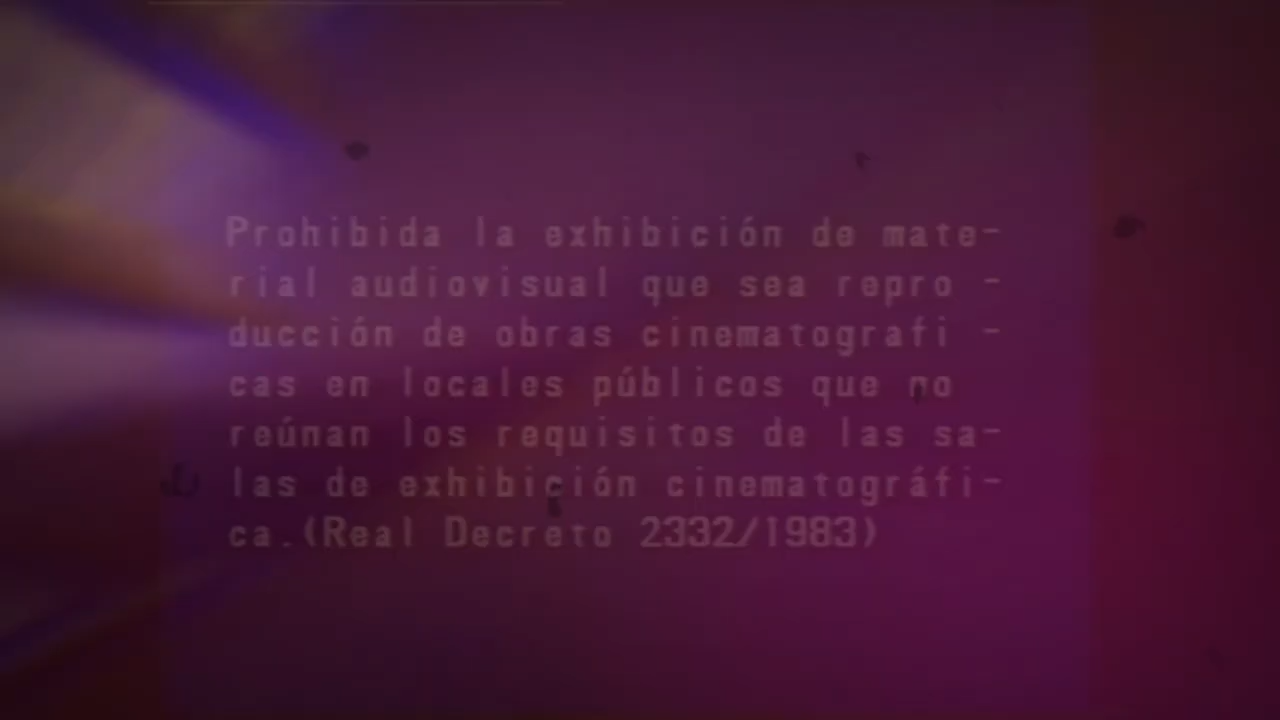 Prohibida la exhibición de mate-
rial audiovisual que sea repro -
ducción de obras cinematografi -
cas en locales públicos que no
reúnan los requisitos de las sa-
las de exhibición cinematográfi-
ca.(Real Decreto 2332/1983)